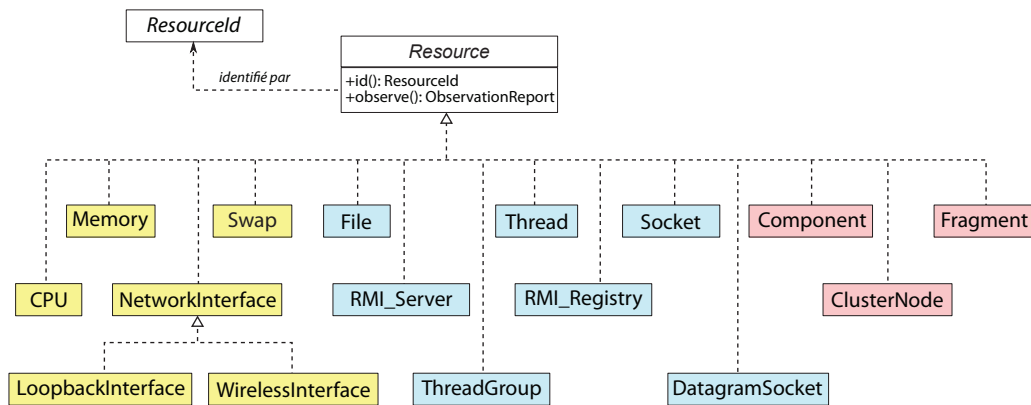 ResourceId
Resource
identifié par
+id(): ResourceId
+observe(): ObservationReport
Memory
Swap
File
Thread
Socket
Component
Fragment
CPU
NetworkInterface
RMI_Server
RMI_Registry
ClusterNode
LoopbackInterface
WirelessInterface
ThreadGroup
DatagramSocket